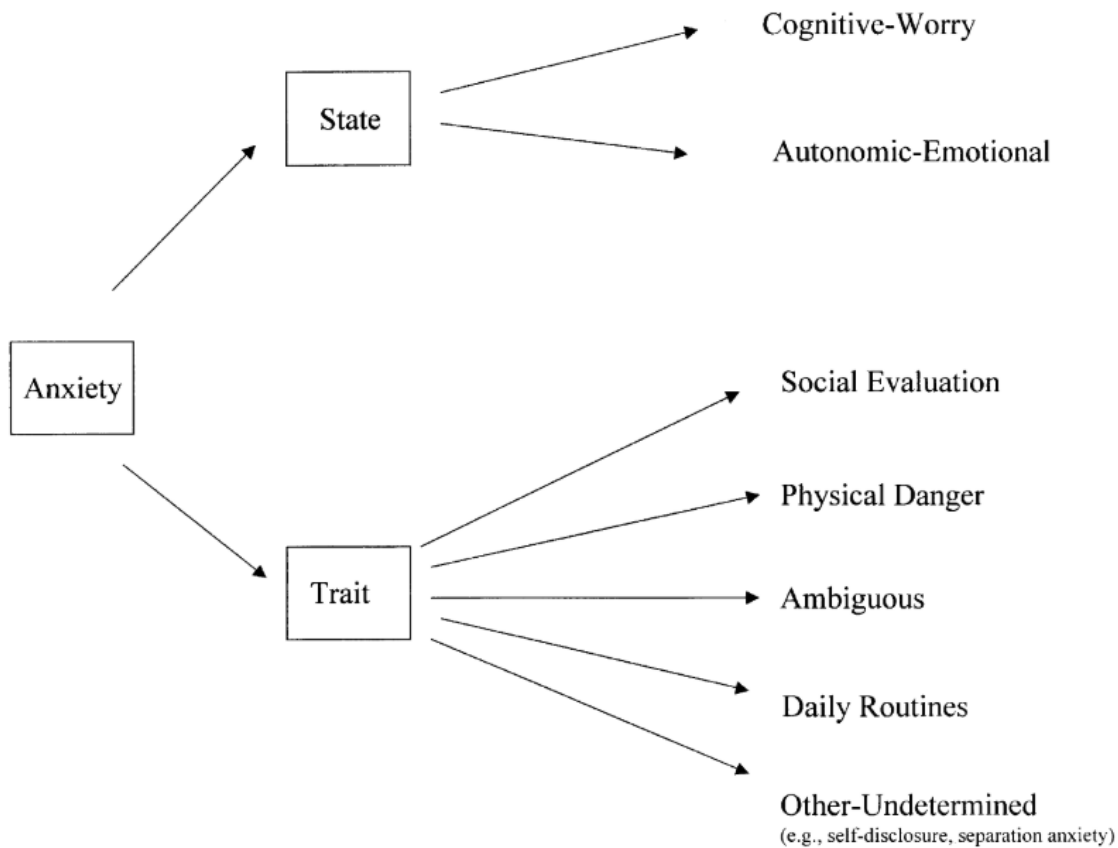 Cognitive-Worry
State
Autonomic-Emotional
Anxiety
Social Evaluation
Physical Danger
Trait
Ambiguous
Daily Routines
Other-Undetermined
(e.g., self-disclosure, separation anxiety)